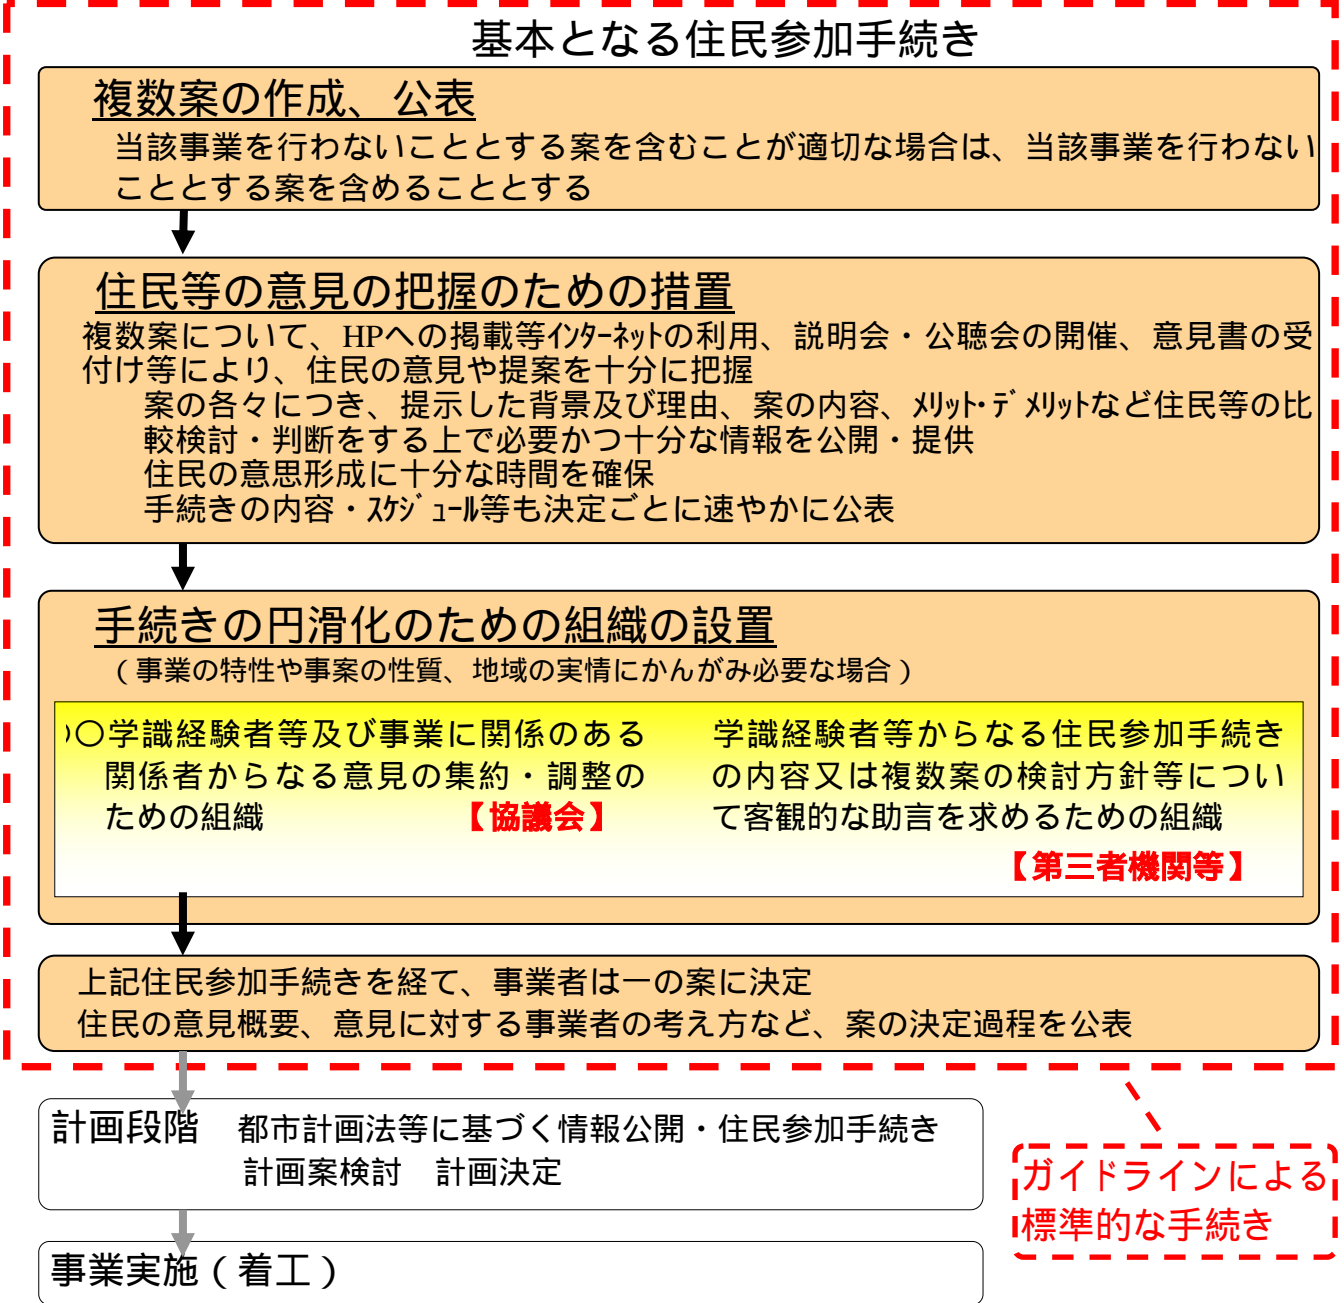 基本となる住民参加手続き
複数案の作成、公表
当該事業を行わないこととする案を含むことが適切な場合は、当該事業を行わない
こととする案を含めることとする
住民等の意見の把握のための措置
複数案について、HPへの掲載等ｲﾝﾀｰﾈｯﾄの利用、説明会・公聴会の開催、意見書の受
付け等により、住民の意見や提案を十分に把握
案の各々につき、提示した背景及び理由、案の内容、ﾒﾘｯﾄ･ﾃﾞﾒﾘｯﾄなど住民等の比
較検討・判断をする上で必要かつ十分な情報を公開・提供
住民の意思形成に十分な時間を確保
手続きの内容・ｽｹｼﾞｭｰﾙ等も決定ごとに速やかに公表
手続きの円滑化のための組織の設置
（事業の特性や事案の性質、地域の実情にかんがみ必要な場合）
○学識経験者等及び事業に関係のある
関係者からなる意見の集約・調整の
ための組織 【協議会】
学識経験者等からなる住民参加手続き
の内容又は複数案の検討方針等につい
て客観的な助言を求めるための組織
【第三者機関等】
上記住民参加手続きを経て、事業者は一の案に決定
住民の意見概要、意見に対する事業者の考え方など、案の決定過程を公表
計画段階 都市計画法等に基づく情報公開・住民参加手続き
計画案検討 計画決定
ガイドラインによる
標準的な手続き
事業実施（着工）